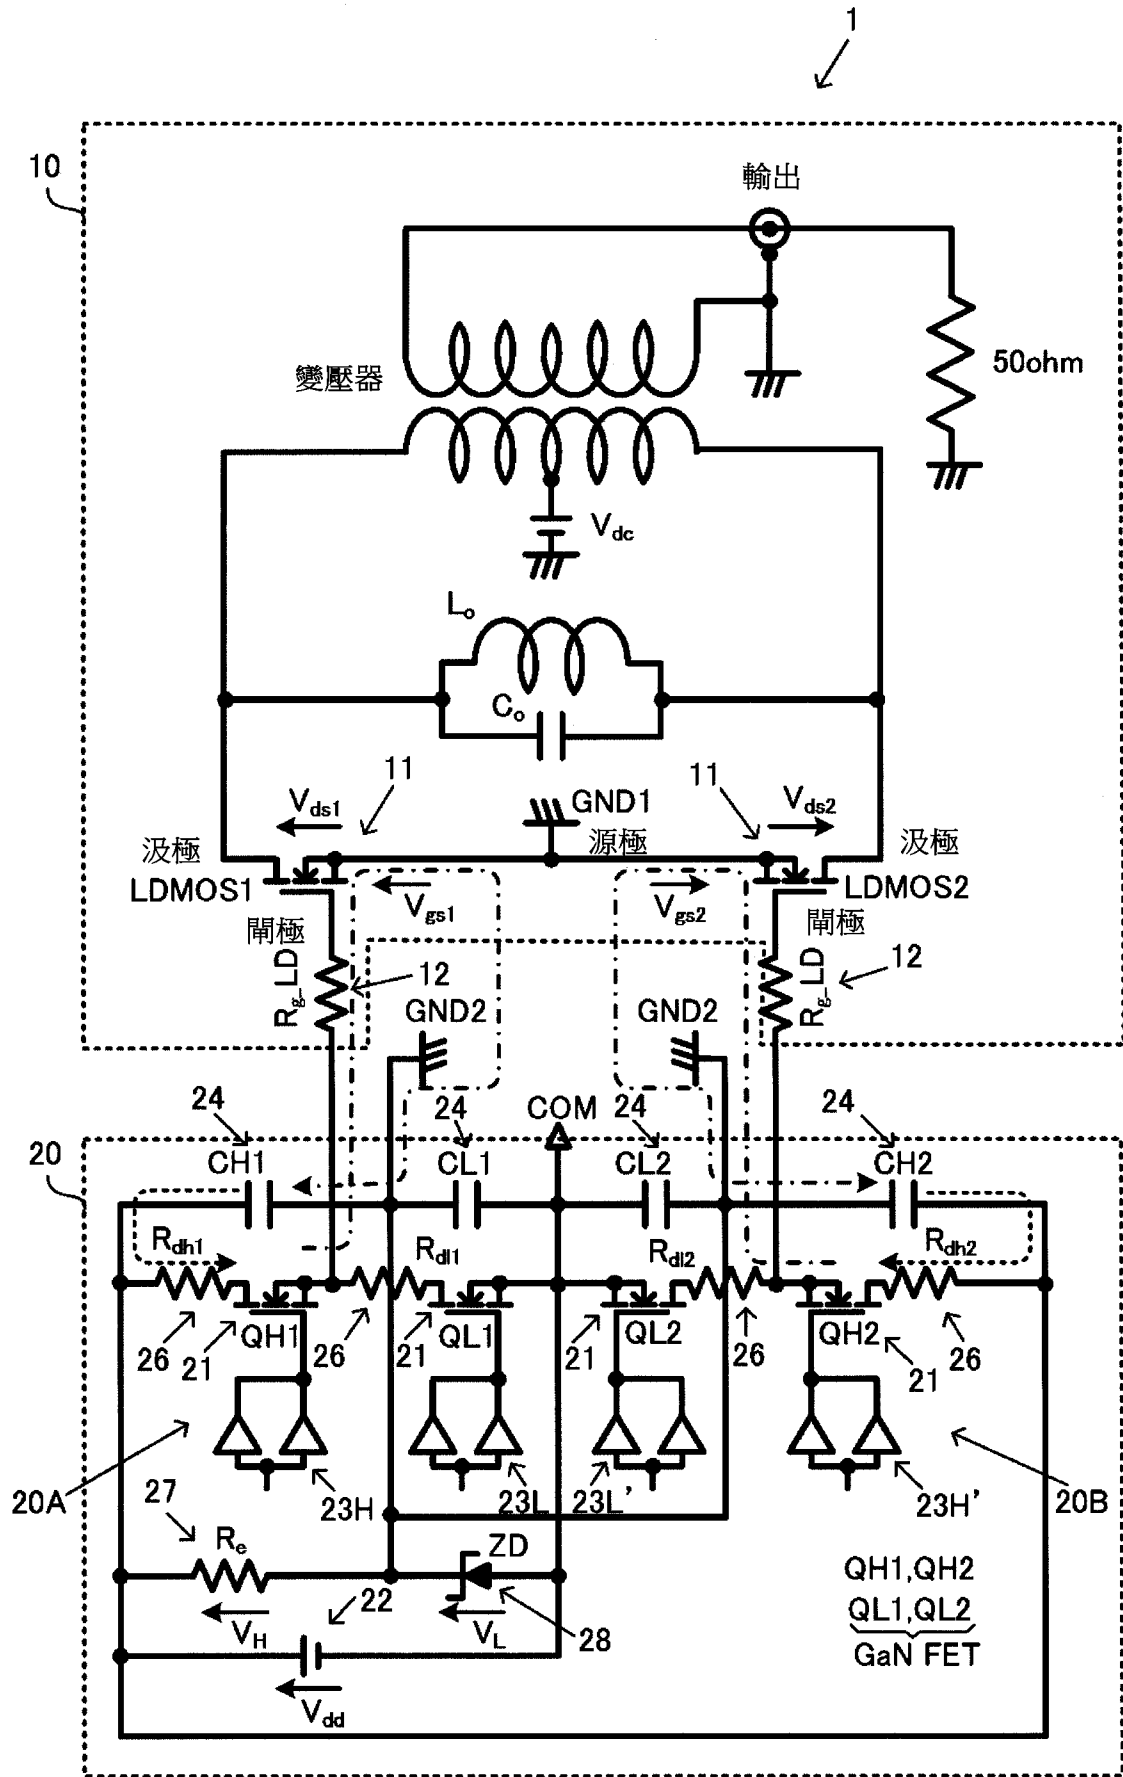 1
10
輸出
50ohm
變壓器
Vdc
Lo
Co
11
11
Vds1
GND1
Vds2
汲極
源極
汲極
LDMOS1
LDMOS2
Vgs1
Vgs2
閘極
閘極
Rg_LD
12
Rg_LD
12
GND2
GND2
24
24
COM
24
24
20
CH1
CL1
CL2
CH2
Rdh1
Rdl1
Rdl2
Rdh2
QH1
QL1
QL2
QH2
26
21
26
21
21
26
21
26
20A
23H
23L
23L'
23H'
20B
27
Re
ZD
22
VH
VL
28
QH1,QH2
QL1,QL2
GaN FET
Vdd